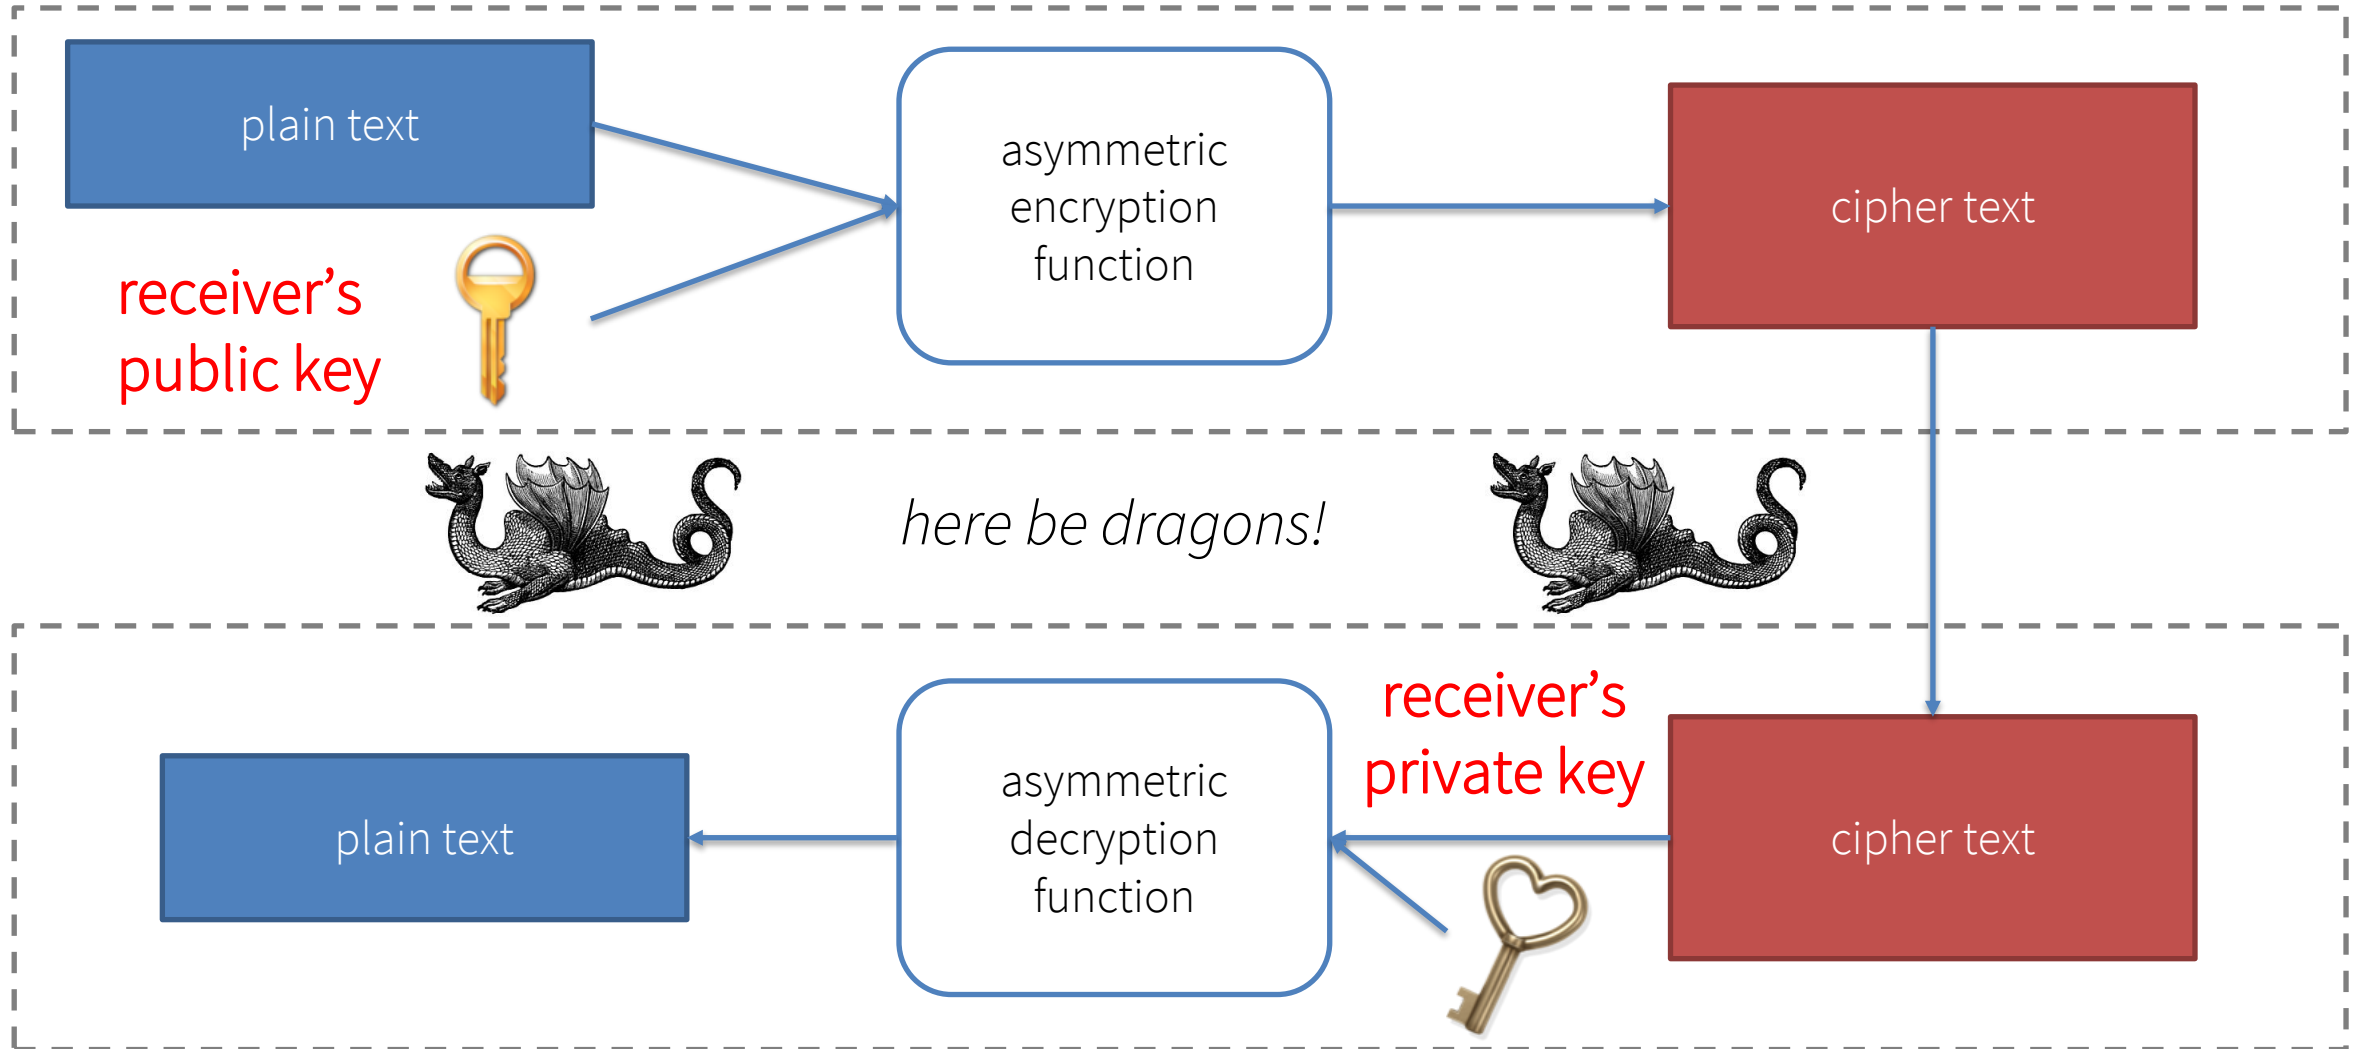 plain text
receiver’s
public key
asymmetric
encryption
function
cipher text
here be dragons!
plain text
asymmetric
decryption
function
receiver’s
private key
cipher text